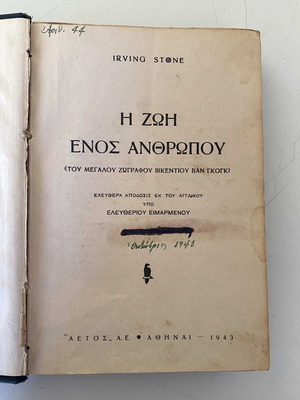 Αριθ. 44
IRVING STONE
Η ΖΩΗ
ΕΝΟΣ ΑΝΘΡΩΠΟΥ
(ΤΟΥ ΜΕΓΑΛΟΥ ΖΩΓΡΑΦΟΥ ΒΙΚΕΝΤΙΟΥ ΒΑΝ ΓΚΟΓΚ)
ΕΛΕΥΘΕΡΑ ΑΠΟΔΟΣΙΣ ΕΚ ΤΟΥ ΑΓΓΛΙΚΟΥ
ΥΠΟ
ΕΛΕΥΘΕΡΙΟΥ ΕΙΜΑΡΜΕΝΟΥ
1943
"ΑΕΤΟΣ,, Α.Ε. • ΑΘΗΝΑΙ — 1943